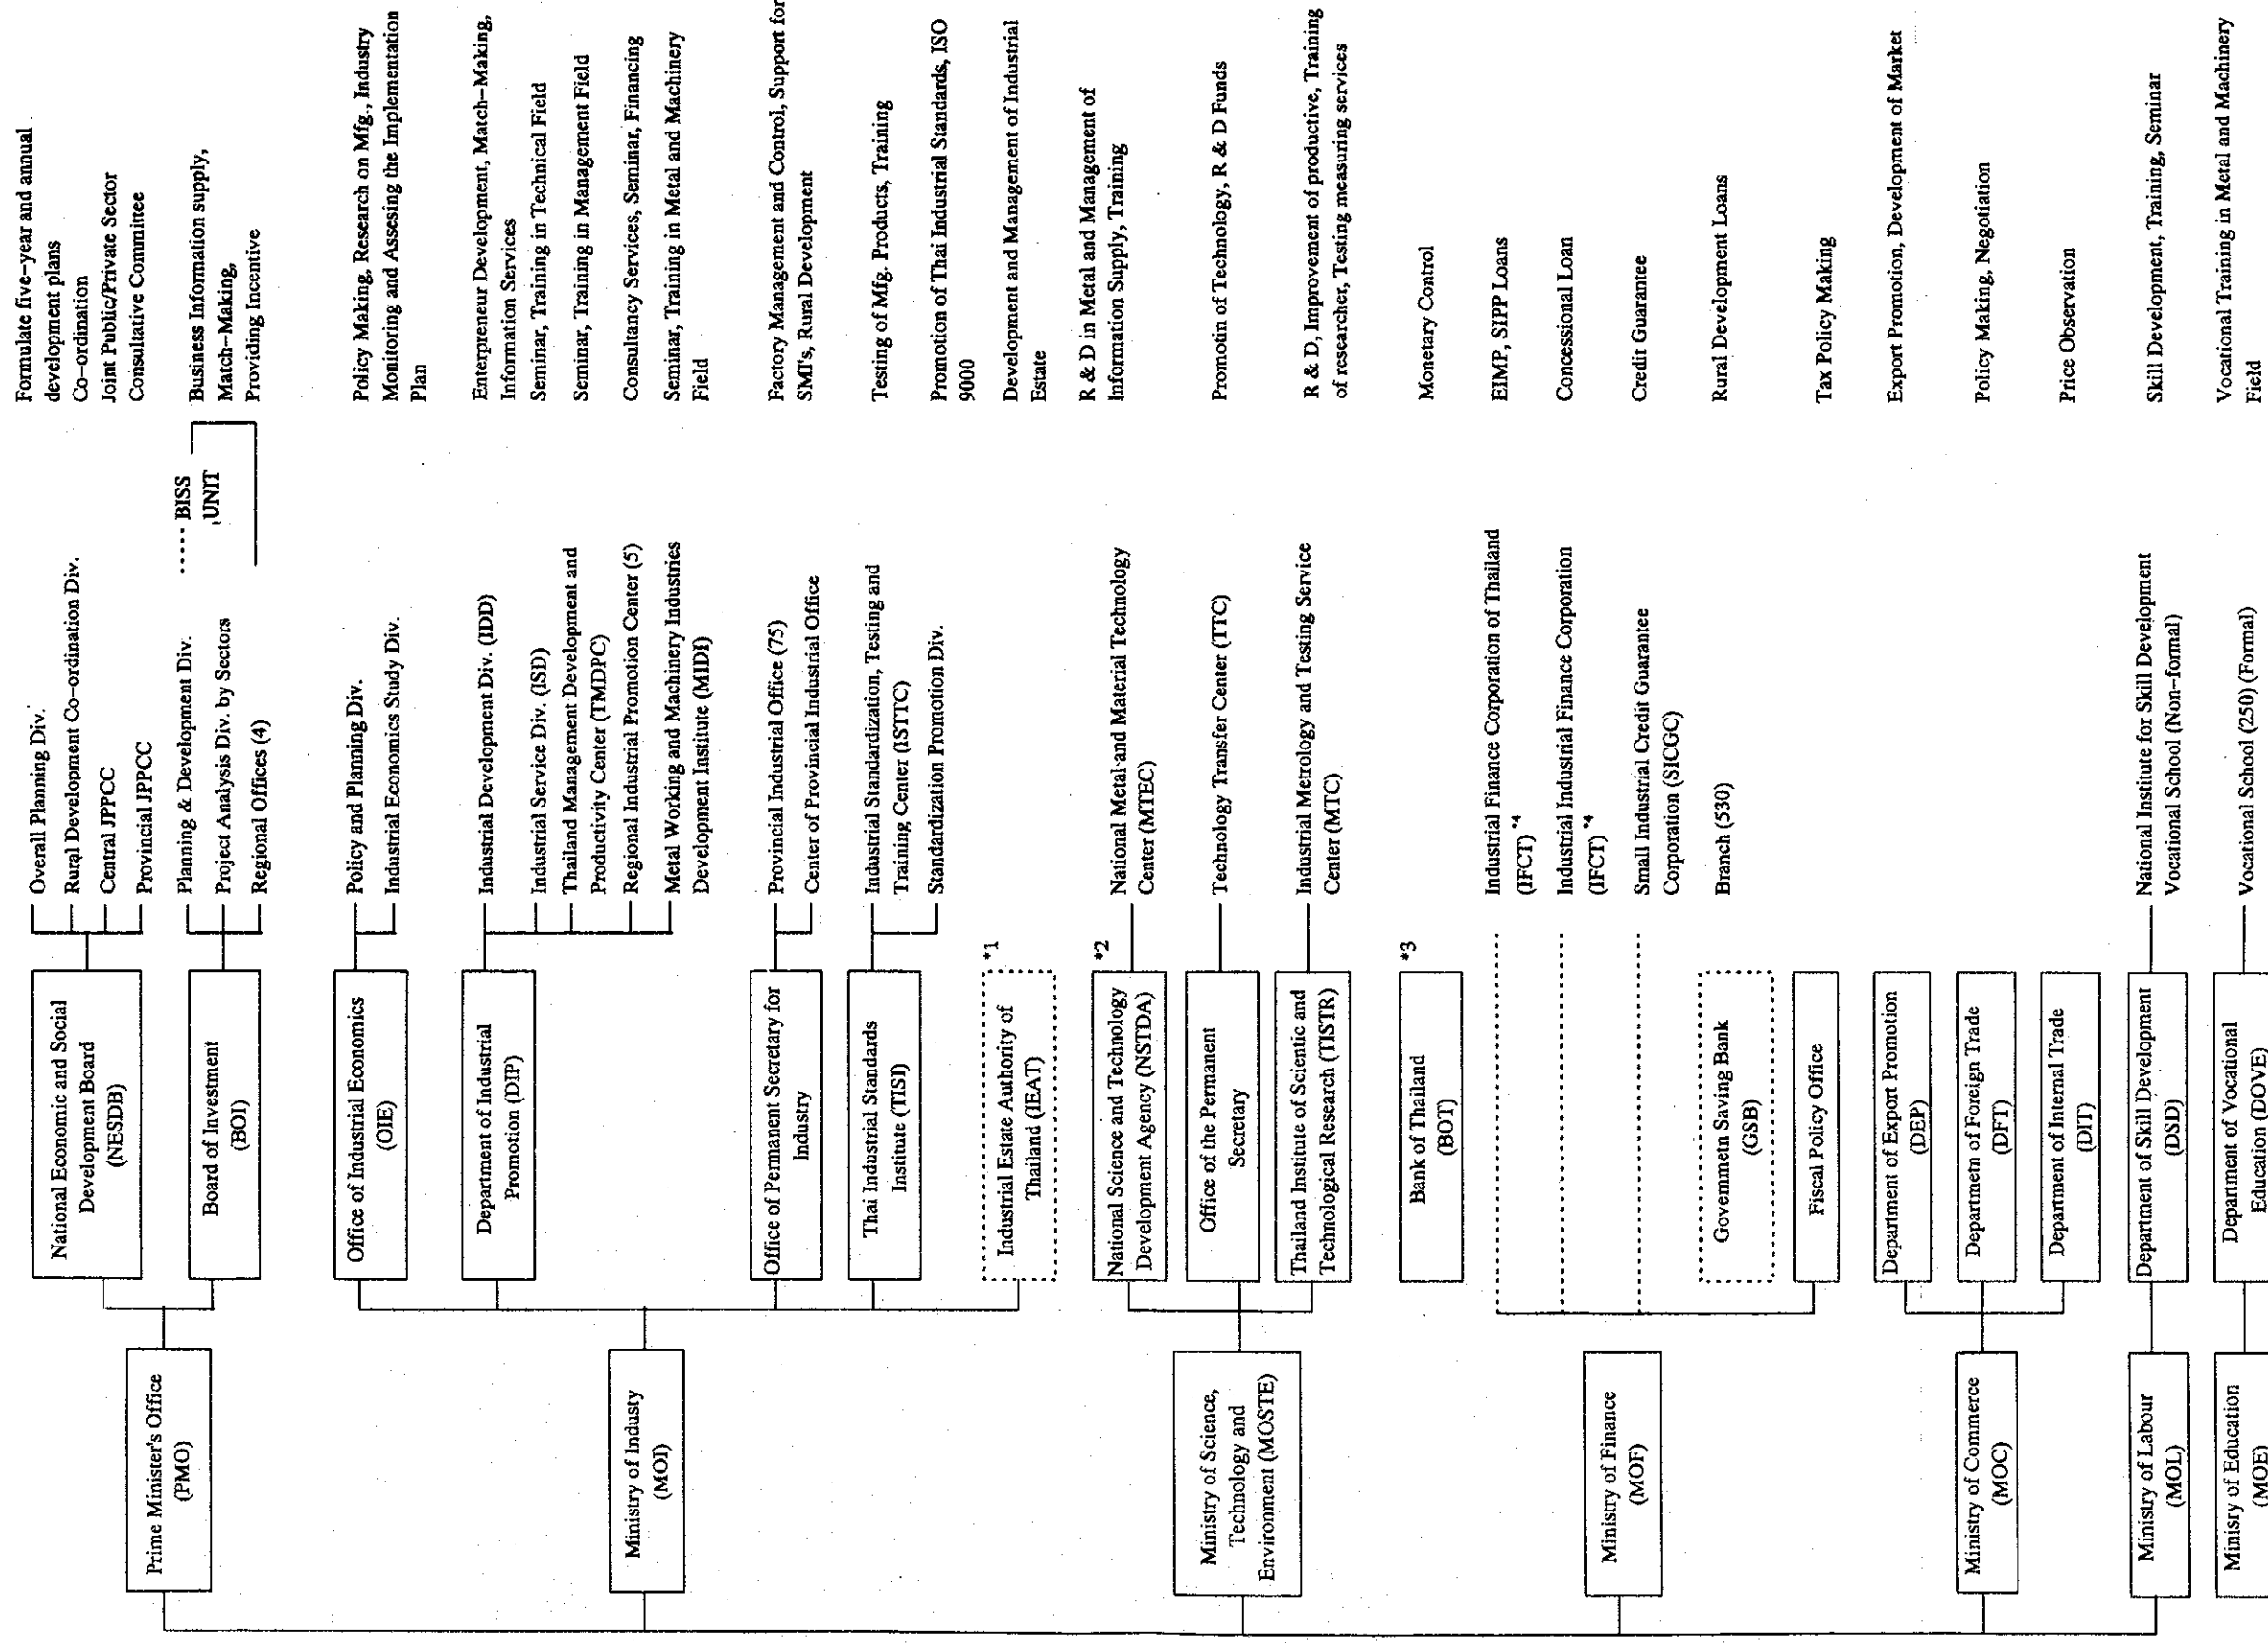 Prime Minister's Office
(PMO)
National Economic and Social
Development Board
(NESDB)
Overall Planning Div.
Rural Development Co-ordination Div.
Central JPPCC
Provincial JPPCC
Formulate five-year and annual
development plans
Co-ordination
Joint Public/Private Sector
Consultative Committee
Board of Investment
(BOI)
Planning & Development Div.
Project Analysis Div. by Sectors
Regional Offices (4)
BISS
UNIT
Business Information supply,
Match-Making,
Providing Incentive
Ministry of Industy
(MOI)
Office of Industrial Economics
(OIE)
Policy and Planning Div.
Industrial Economics Study Div.
Policy Making, Research on Mfg., Industry
Monitoring and Assesing the Implementation
Plan
Department of Industrial
Promotion (DIP)
Industrial Development Div. (IDD)
Industrial Service Div. (ISD)
Thailand Management Development and
Productivity Center (TMDPC)
Regional Industrial Promotion Center (5)
Metal Working and Machinery Industries
Development Institute (MIDI)
Enterpreneur Development, Match-Making,
Information Services
Seminar, Training in Technical Field
Seminar, Training in Management Field
Consultancy Services, Seminar, Financing
Seminar, Training in Metal and Machinery
Field
Office of Permanent Secretary for
Industry
Provincial Industrial Office (75)
Center of Provincial Industrial Office
Factory Management and Control, Support for
SMI's, Rural Development
Thai Industrial Standards
Institute (TISI)
Industrial Standardization, Testing and
Training Center (ISTTC)
Standardization Promotion Div.
Testing of Mfg. Products, Training
Promotion of Thai Industrial Standards, ISO
9000
Industrial Estate Authority of
Thailand (IEAT)
*1
Development and Management of Industrial
Estate
Ministry of Science,
Technology and
Environment (MOSTE)
National Science and Technology
Development Agency (NSTDA)
*2
National Metal and Material Technology
Center (MTEC)
R & D in Metal and Management of
Information Supply, Training
Office of the Permanent
Secretary
Technology Transfer Center (TTC)
Promotin of Technology, R & D Funds
Thailand Institute of Scientific and
Technological Research (TISTR)
Industrial Metrology and Testing Service
Center (MTC)
R & D, Improvement of productive, Training
of researcher, Testing measuring services
Bank of Thailand
(BOT)
*3
Monetary Control
Ministry of Finance
(MOF)
Industrial Finance Corporation of Thailand
(IFCT) *4
EIMP, SIPP Loans
Industrial Industrial Finance Corporation
(IFCT) *4
Concessional Loan
Small Industrial Credit Guarantee
Corporation (SICGC)
Credit Guarantee
Governmetn Saving Bank
(GSB)
Branch (530)
Rural Development Loans
Fiscal Policy Office
Tax Policy Making
Ministry of Commerce
(MOC)
Department of Export Promotion
(DEP)
Export Promotion, Development of Market
Departmetn of Foreign Trade
(DFT)
Policy Making, Negotiation
Department of Internal Trade
(DIT)
Price Observation
Ministry of Labour
(MOL)
Department of Skill Development
(DSD)
National Institute for Skill Development
Vocational School (Non-formal)
Skill Development, Training, Seminar
Minisry of Education
(MOE)
Department of Vocational
Education (DOVE)
Vocational School (250) (Formal)
Vocational Training in Metal and Machinery
Field